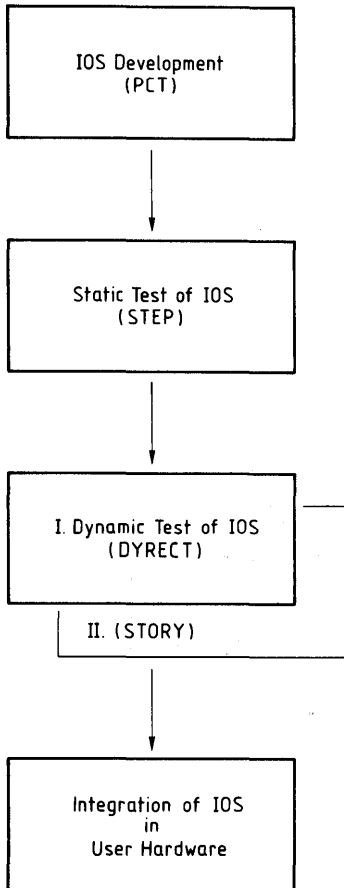 IOS Development
(PCT)
Static Test of IOS
(STEP)
I. Dynamic Test of IOS
(DYRECT)
II. (STORY)
Integration of IOS
in
User Hardware